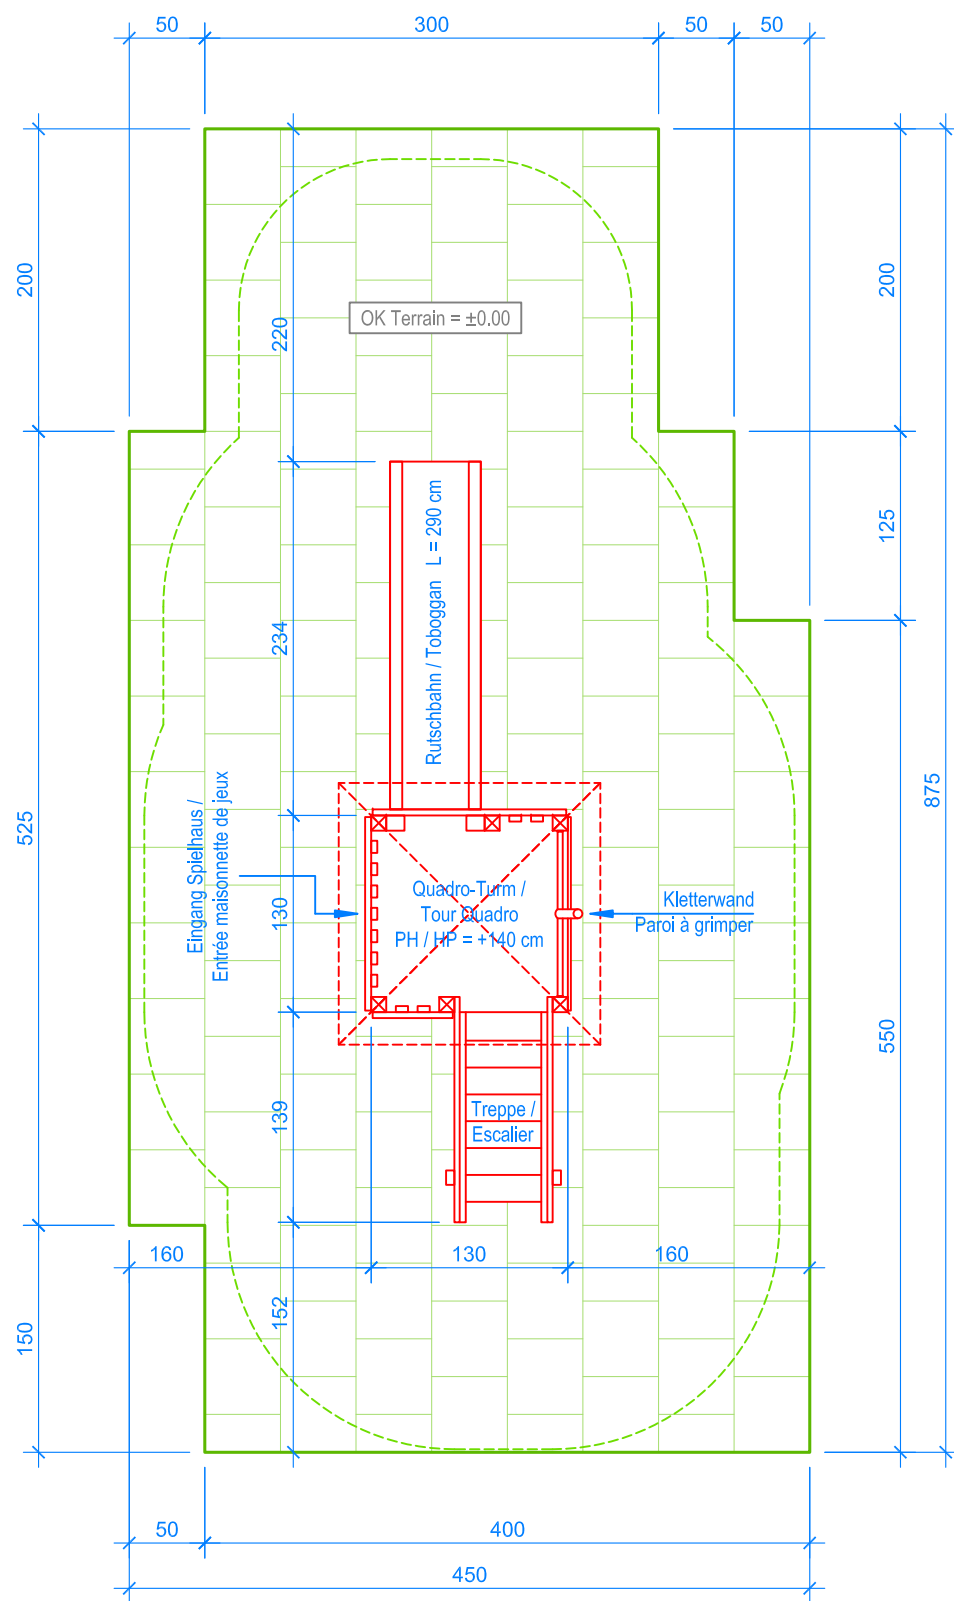 50
300
50
50
200
220
200
OK Terrain = ±0.00
125
Rutschbahn / Toboggan   L = 290 cm
234
875
525
Eingang Spielhaus /
Entrée maisonnette de jeux
130
Quadro-Turm /
Tour Quadro
PH / HP = +140 cm
Kletterwand
Paroi à grimper
550
139
Treppe /
Escalier
160
130
160
152
150
50
400
450